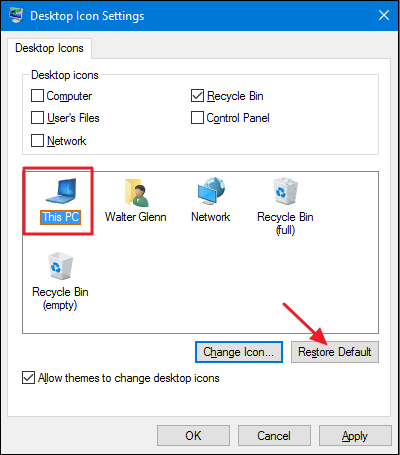 Desktop Icon Settings
Desktop Icons
Desktop icons
Computer
Recycle Bin
User's Files
Control Panel
Network
This PC
Walter Glenn
Network
Recycle Bin
(full)
Recycle Bin
(empty)
Change Icon...
Restore Default
Allow themes to change desktop icons
OK
Cancel
Apply